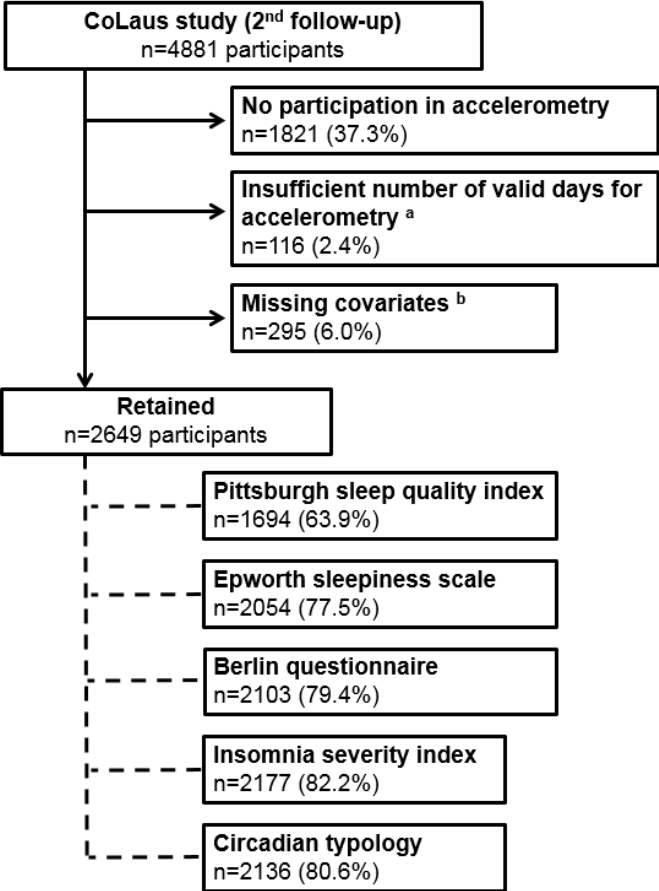 CoLaus study (2nd follow-up)
n=4881 participants
No participation in accelerometry
n=1821 (37.3%)
Insufficient number of valid days for
accelerometry a
n=116 (2.4%)
Missing covariates b
n=295 (6.0%)
Retained
n=2649 participants
Pittsburgh sleep quality index
n=1694 (63.9%)
Epworth sleepiness scale
n=2054 (77.5%)
Berlin questionnaire
n=2103 (79.4%)
Insomnia severity index
n=2177 (82.2%)
Circadian typology
n=2136 (80.6%)